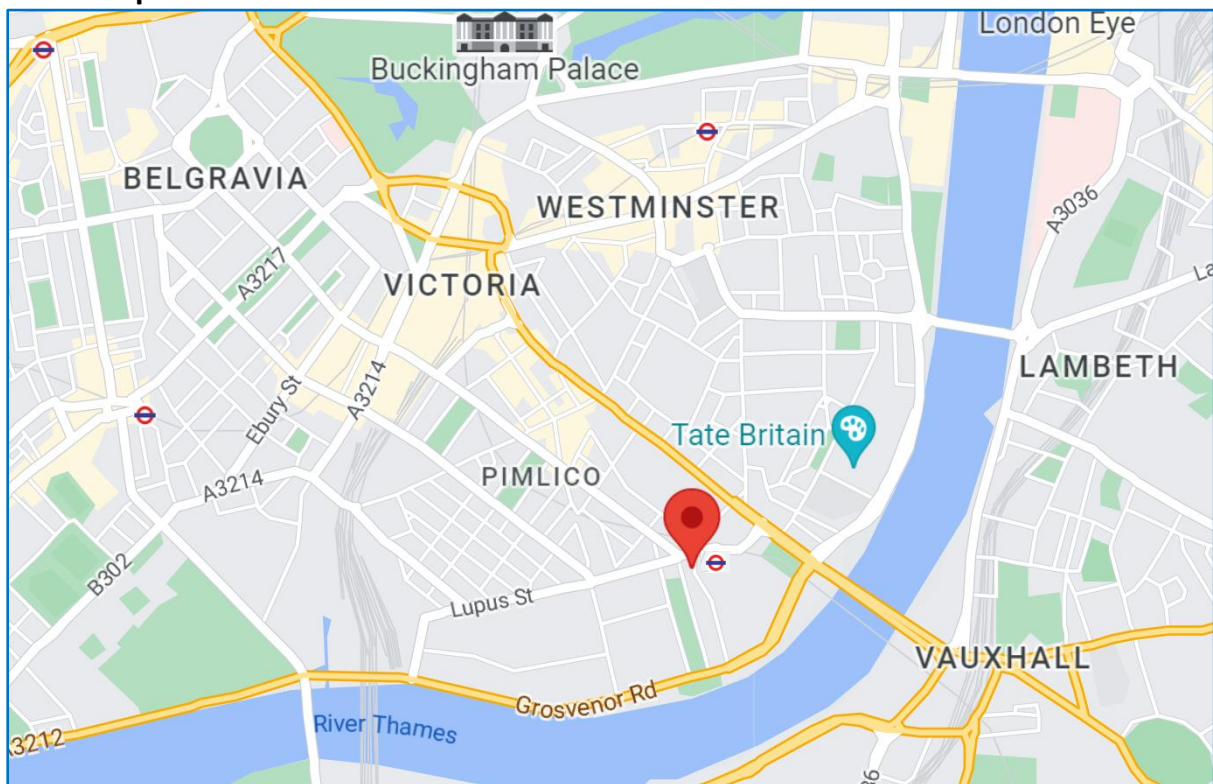 London Eye
Buckingham Palace
BELGRAVIA
WESTMINSTER
A3036
A3217
VICTORIA
LAMBETH
Ebury St
A3214
Tate Britain
PIMLICO
A3214
B302
Lupus St
VAUXHALL
Grosvenor Rd
River Thames
A3212